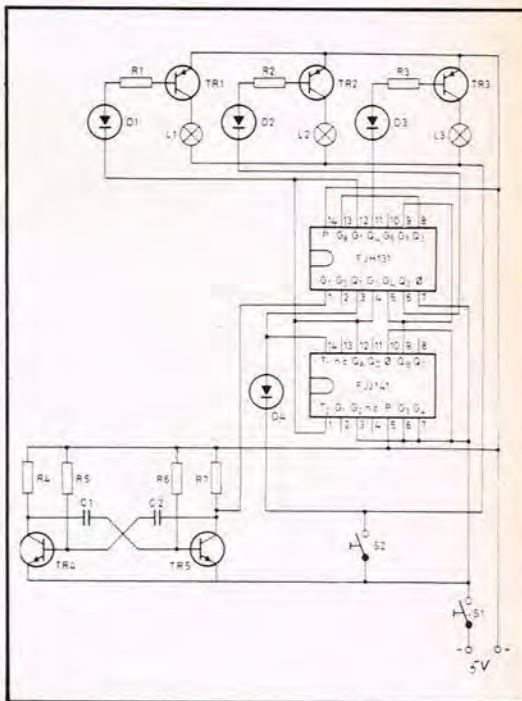 R1
TR1
R2
TR2
R3
TR3
D1
L1
D2
L2
D3
L3
14 13 12 11 10 9 8
FJH131
1 2 3 4 5 6 7
14 13 12 11 10 9 8
FJJ141
1 2 3 4 5 6 7
D4
R4
R5
R6
R7
C1
C2
TR4
TR5
S2
S1
- -
5V